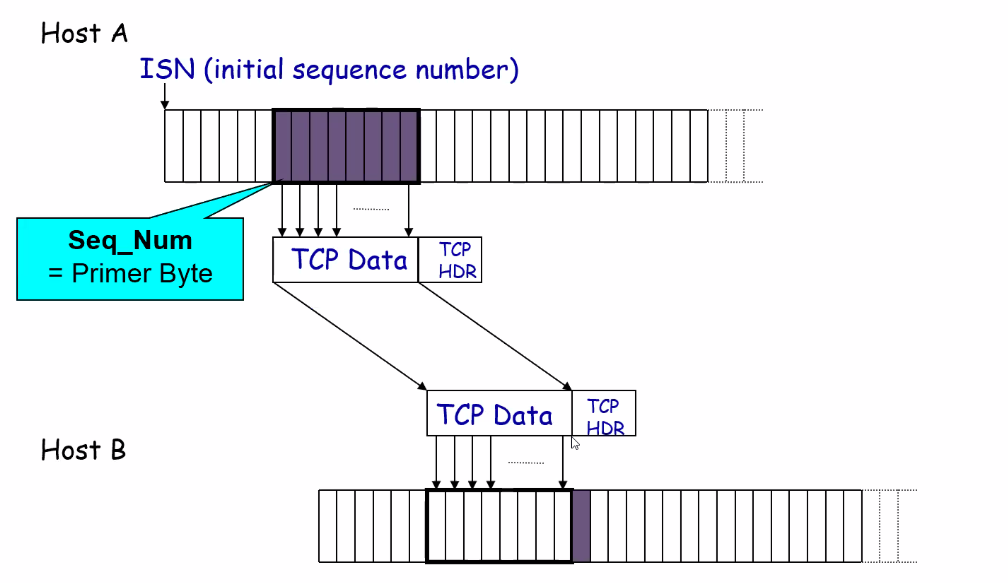 Host A
ISN (initial sequence number)
Seq_Num
= Primer Byte
TCP Data
TCP
HDR
TCP Data
TCP
HDR
Host B